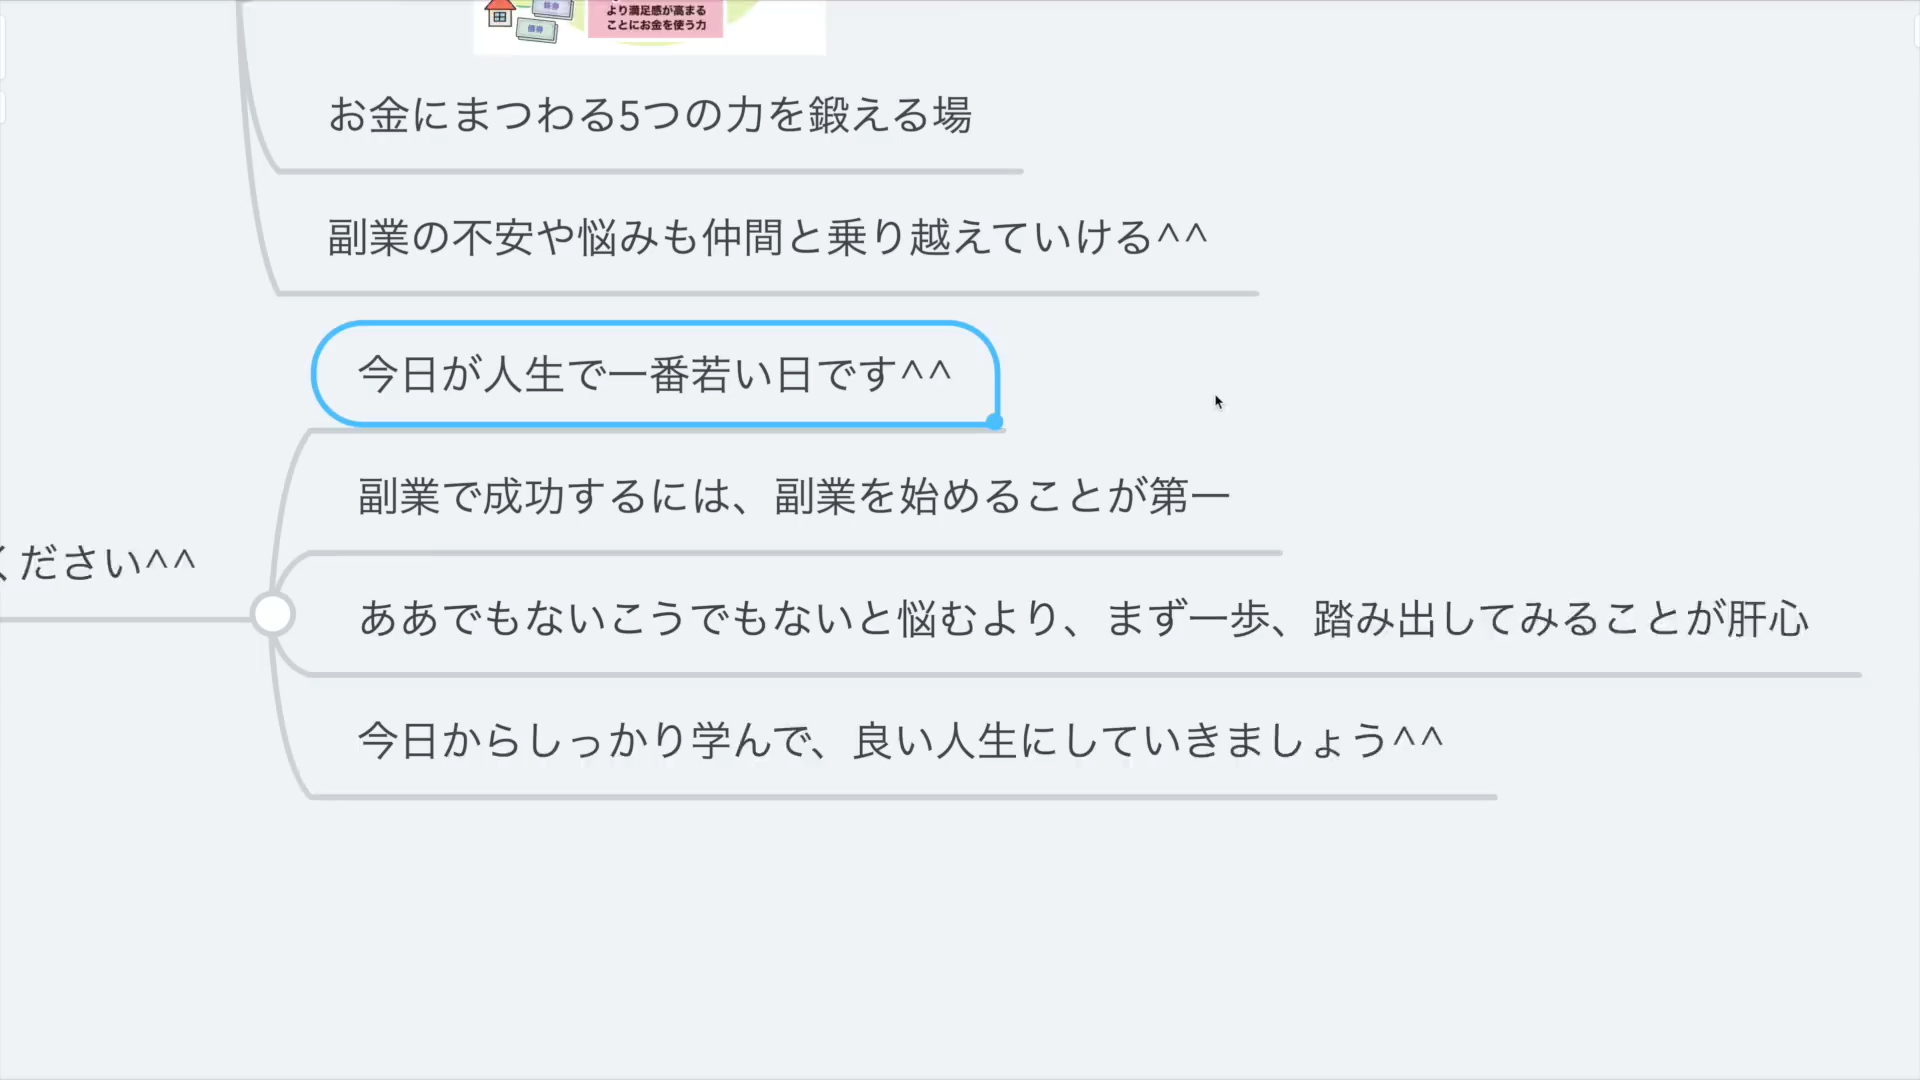 より満足感が高まる
ことにお金を使う力
債券
お金にまつわる5つの力を鍛える場
副業の不安や悩みも仲間と乗り越えていける^^
今日が人生で一番若い日です^^
副業で成功するには、副業を始めることが第一
ください^^
ああでもないこうでもないと悩むより、まず一歩、踏み出してみることが肝心
今日からしっかり学んで、良い人生にしていきましょう^^